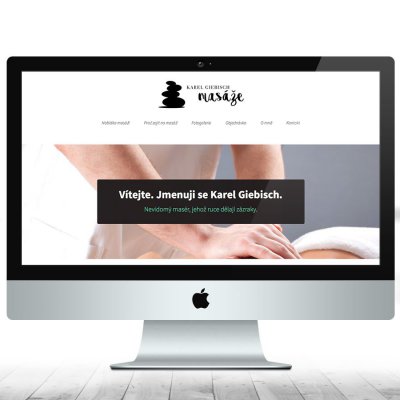 KAREL GIEBISCH
masáže
Nabídka masáží Proč zajít na masáž Fotogalerie Objednávka O mně Kontakt
Vítejte. Jmenuji se Karel Giebisch.
Nevidomý masér, jehož ruce dělají zázraky.